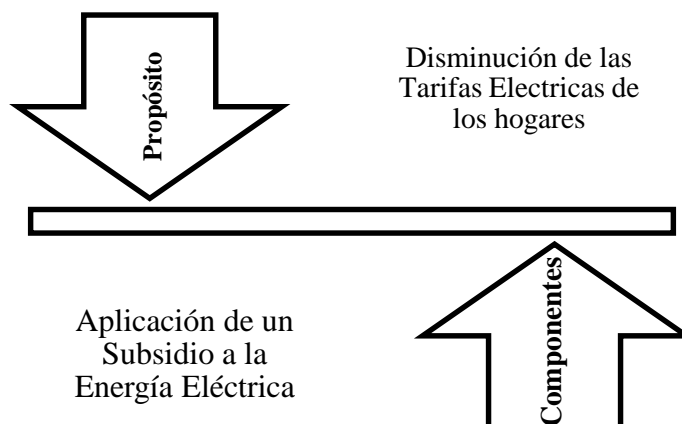 Propósito
Disminución de las
Tarifas Electricas de
los hogares
Aplicación de un
Subsidio a la
Energía Eléctrica
Componentes